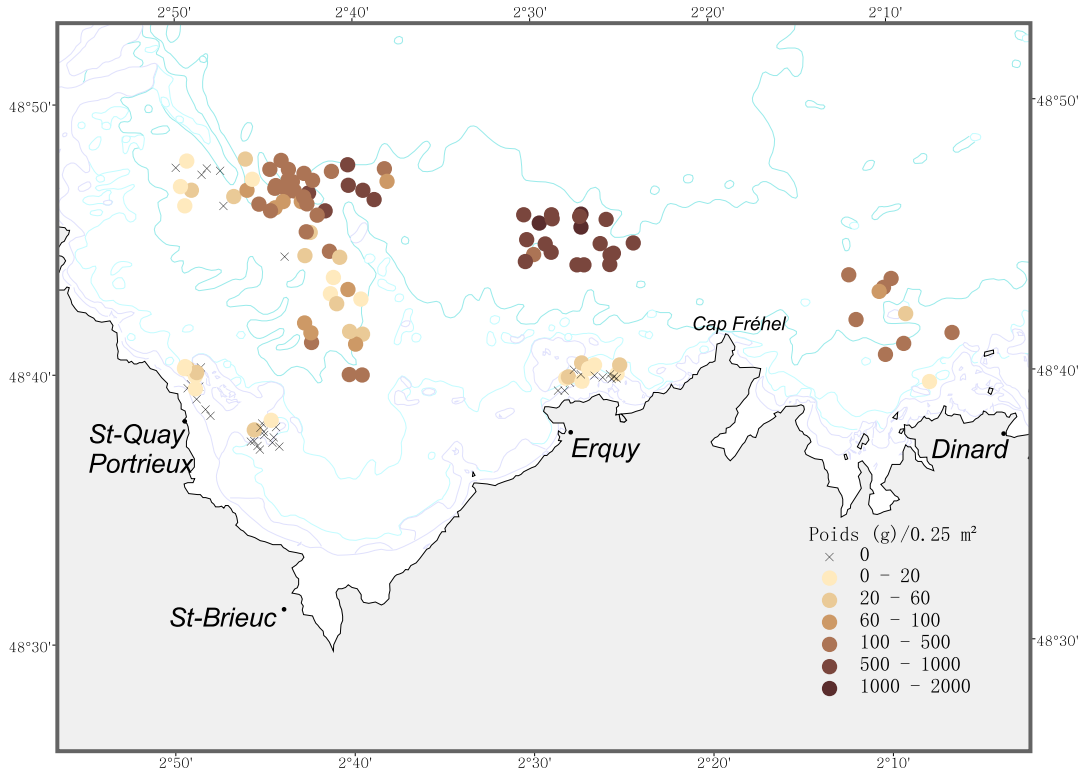 2°50' 2°40' 2°30' 2°20' 2°10'
48°50' 48°50'
Cap Fréhel
48°40' 48°40'
St-Quay
Portrieux
Erquy
Dinard
Poids (g)/0.25 m²
0
0 - 20
20 - 60
60 - 100
100 - 500
500 - 1000
1000 - 2000
St-Brieuc
48°30' 48°30'
2°50' 2°40' 2°30' 2°20' 2°10'